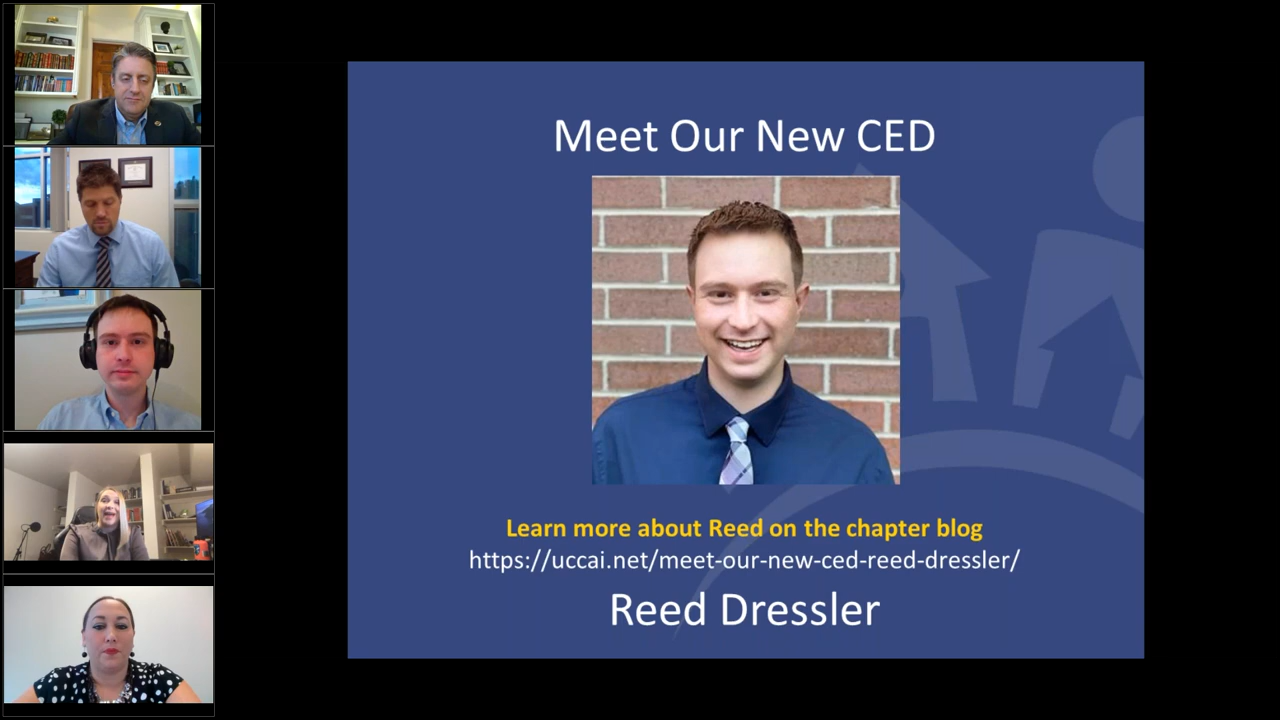 Meet Our New CED
Learn more about Reed on the chapter blog
https://uccai.net/meet-our-new-ced-reed-dressler/
Reed Dressler